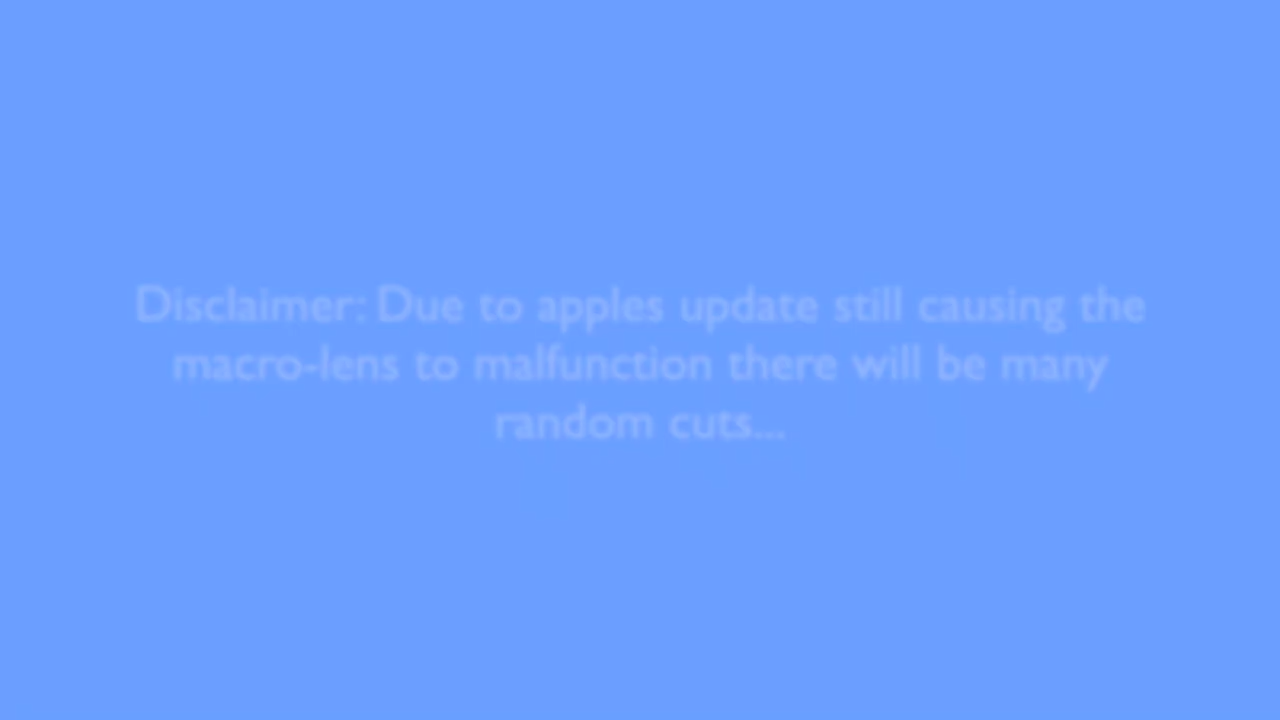 Disclaimer: Due to apples update still causing the
macro-lens to malfunction there will be many
random cuts...